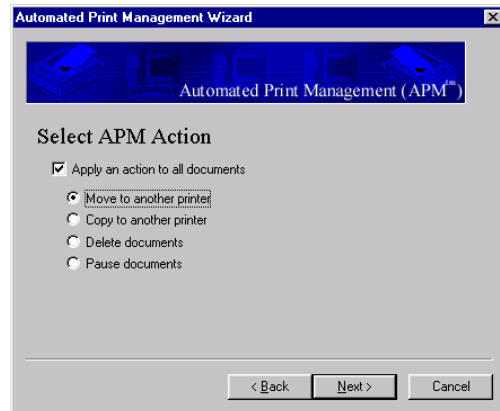 Automated Print Management Wizard
Automated Print Management (APM™)
Select APM Action
Apply an action to all documents
Move to another printer
Copy to another printer
Delete documents
Pause documents
< Back Next > Cancel